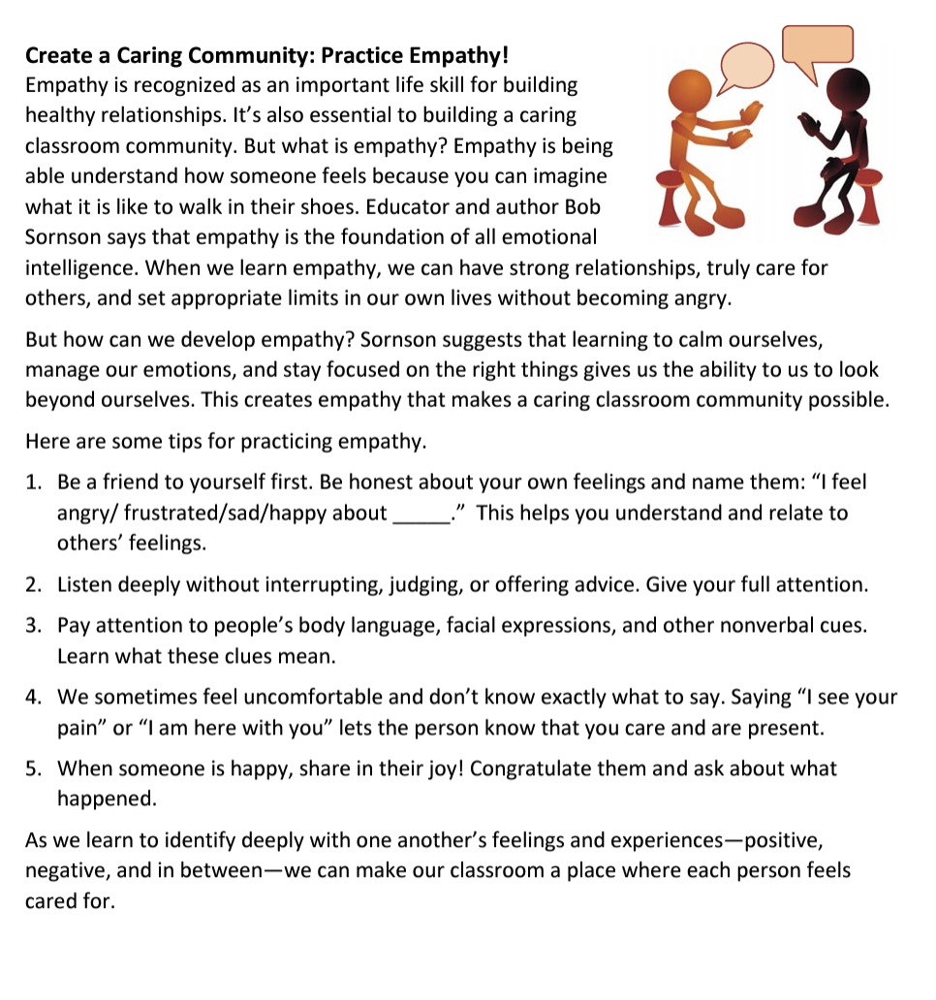 Create a Caring Community: Practice Empathy!
Empathy is recognized as an important life skill for building
healthy relationships. It’s also essential to building a caring
classroom community. But what is empathy? Empathy is being
able understand how someone feels because you can imagine
what it is like to walk in their shoes. Educator and author Bob
Sornson says that empathy is the foundation of all emotional
intelligence. When we learn empathy, we can have strong relationships, truly care for
others, and set appropriate limits in our own lives without becoming angry.
But how can we develop empathy? Sornson suggests that learning to calm ourselves,
manage our emotions, and stay focused on the right things gives us the ability to us to look
beyond ourselves. This creates empathy that makes a caring classroom community possible.
Here are some tips for practicing empathy.
1. Be a friend to yourself first. Be honest about your own feelings and name them: “I feel
angry/ frustrated/sad/happy about _____.” This helps you understand and relate to
others’ feelings.
2. Listen deeply without interrupting, judging, or offering advice. Give your full attention.
3. Pay attention to people’s body language, facial expressions, and other nonverbal cues.
Learn what these clues mean.
4. We sometimes feel uncomfortable and don’t know exactly what to say. Saying “I see your
pain” or “I am here with you” lets the person know that you care and are present.
5. When someone is happy, share in their joy! Congratulate them and ask about what
happened.
As we learn to identify deeply with one another’s feelings and experiences—positive,
negative, and in between—we can make our classroom a place where each person feels
cared for.